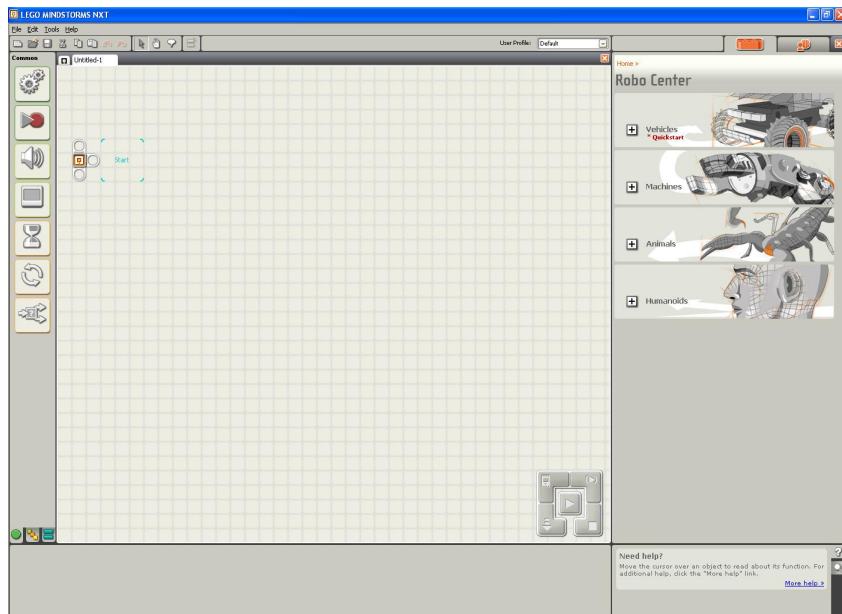 LEGO MINDSTORMS NXT
File Edit Tools Help
User Profile: Default
Common
Untitled-1
Start
Home >
Robo Center
Vehicles
* Quickstart
Machines
Animals
Humanoids
Need help?
Move the cursor over an object to read about its function. For
additional help, click the "More help" link.
More help »
?